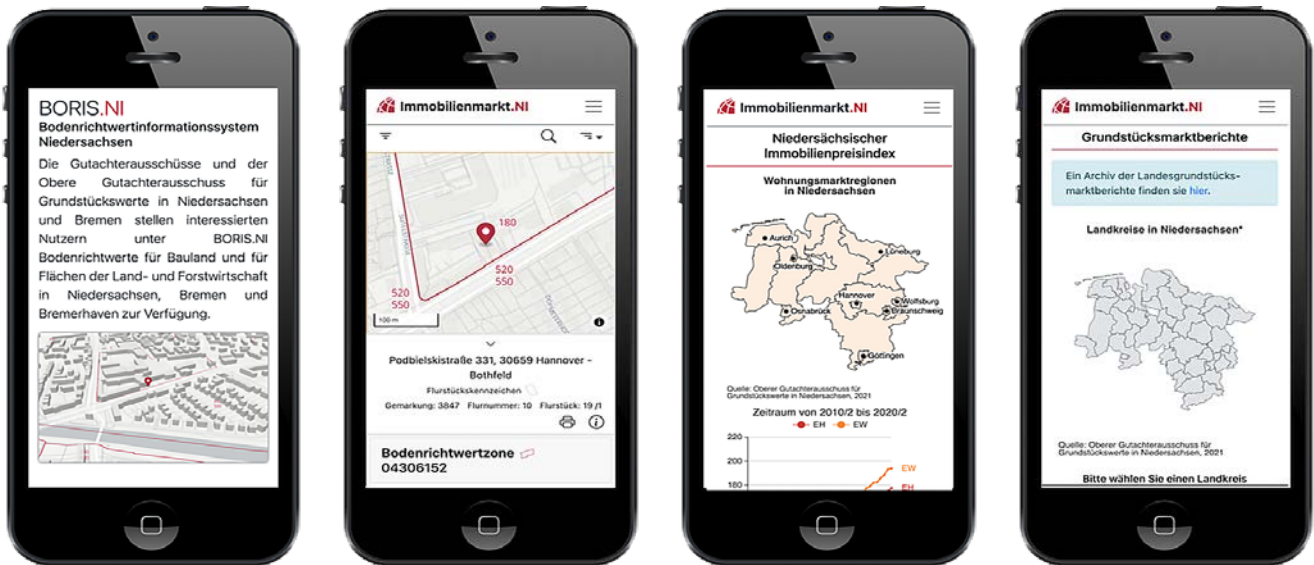 BORIS.NI
Bodenrichtwertinformationssystem
Niedersachsen
Die Gutachterausschüsse und der
Obere Gutachterausschuss für
Grundstückswerte in Niedersachsen
und Bremen stellen interessierten
Nutzern unter BORIS.NI
Bodenrichtwerte für Bauland und für
Flächen der Land- und Forstwirtschaft
in Niedersachsen, Bremen und
Bremerhaven zur Verfügung.
Immobilienmarkt.NI
180
520
550
520
550
100 m
Podbielskistraße 331, 30659 Hannover -
Bothfeld
Flurstückskennzeichen
Gemarkung: 3847 Flurnummer: 10 Flurstück: 19 /1
Bodenrichtwertzone
04306152
Immobilienmarkt.NI
Niedersächsischer
Immobilienpreisindex
Wohnungsmarktregionen
in Niedersachsen
Aurich
Lüneburg
Oldenburg
Hannover
Wolfsburg
Osnabrück
Braunschweig
Göttingen
Quelle: Oberer Gutachterausschuss für
Grundstückswerte in Niedersachsen, 2021
Zeitraum von 2010/2 bis 2020/2
EH EW
220
200
EW
180
EH
Immobilienmarkt.NI
Grundstücksmarktberichte
Ein Archiv der Landesgrundstücks-
marktberichte finden sie hier.
Landkreise in Niedersachsen*
Quelle: Oberer Gutachterausschuss für
Grundstückswerte in Niedersachsen, 2021
Bitte wählen Sie einen Landkreis